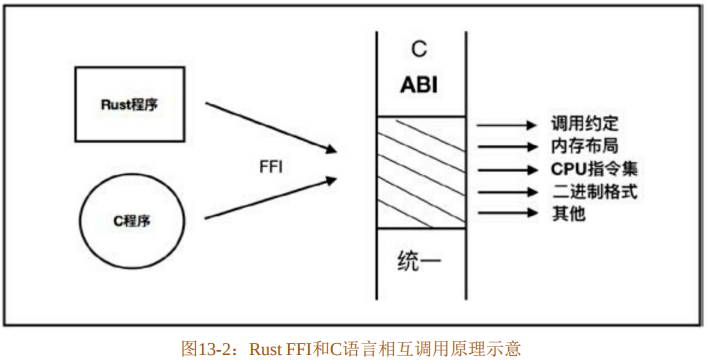 C
ABI
Rust程序
FFI
C程序
调用约定
内存布局
CPU指令集
二进制格式
其他
统一
图13-2：Rust FFI和C语言相互调用原理示意